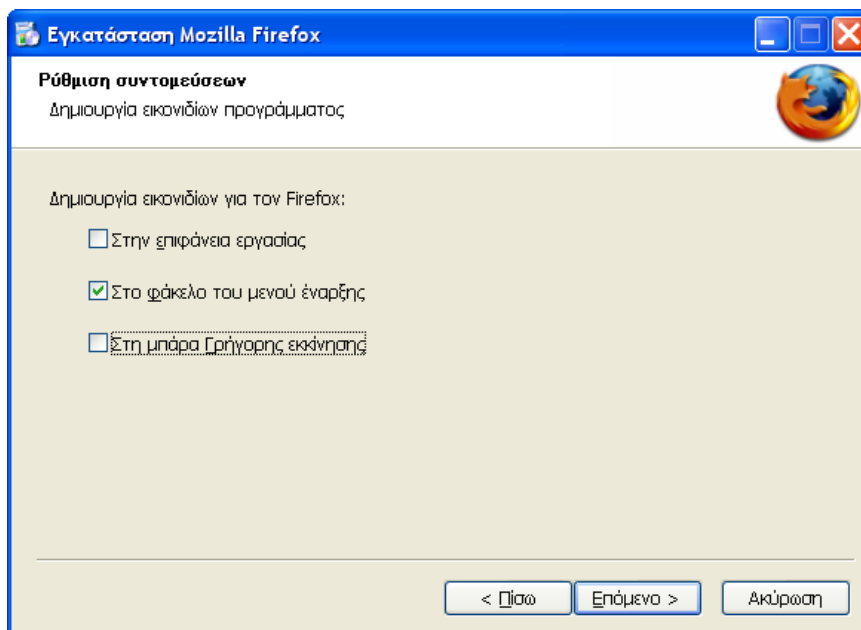 Εγκατάσταση Mozilla Firefox
Ρύθμιση συντομεύσεων
Δημιουργία εικονιδίων προγράμματος
Δημιουργία εικονιδίων για τον Firefox:
Στην επιφάνεια εργασίας
Στο φάκελο του μενού έναρξης
Στη μπάρα Γρήγορης εκκίνησης
< Πίσω
Επόμενο >
Ακύρωση